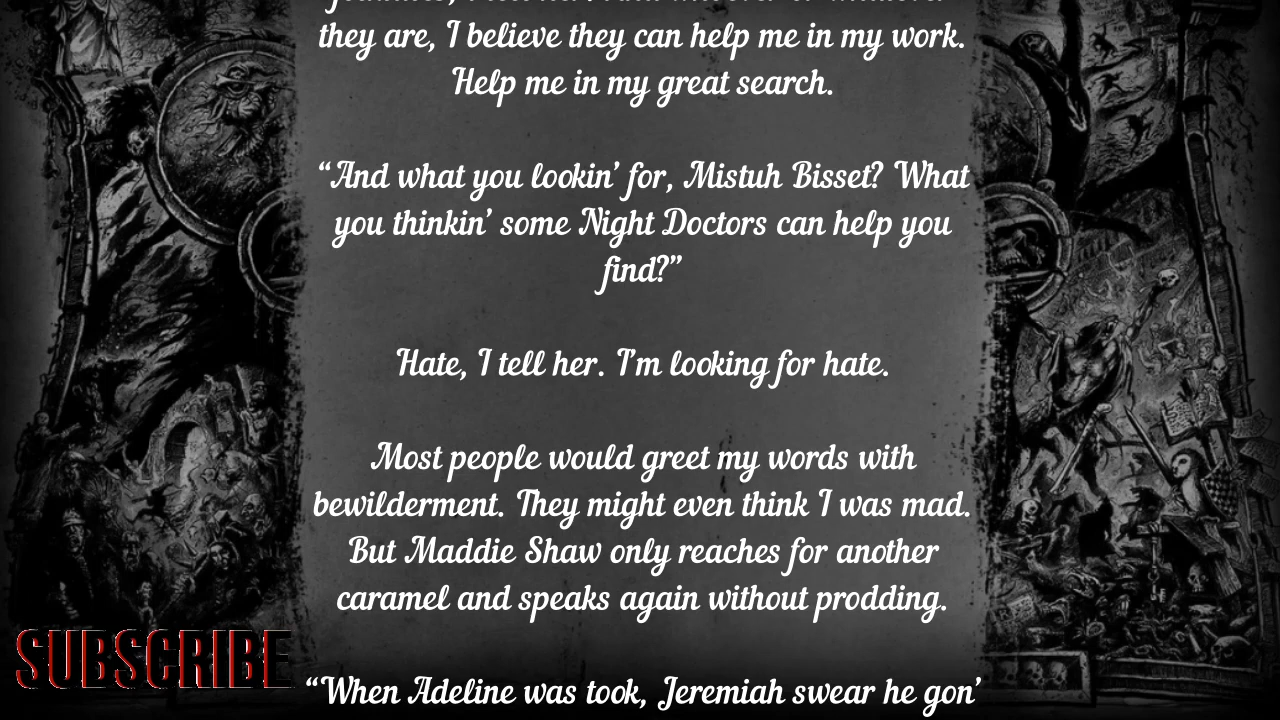 they are, I believe they can help me in my work.
Help me in my great search.
“And what you lookin’ for, Mistuh Bisset? What
you thinkin’ some Night Doctors can help you
find?”
Hate, I tell her. I’m looking for hate.
Most people would greet my words with
bewilderment. They might even think I was mad.
But Maddie Shaw only reaches for another
caramel and speaks again without prodding.
SUBSCRIBE
“When Adeline was took, Jeremiah swear he gon’